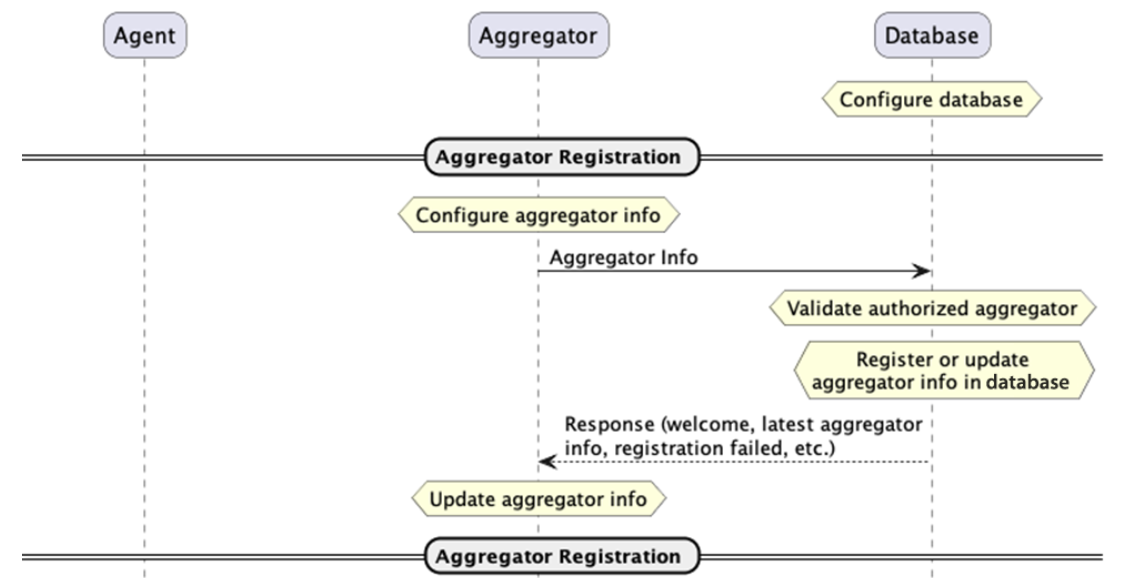 Agent
Aggregator
Database
Configure database
Aggregator Registration
Configure aggregator info
Aggregator Info
Validate authorized aggregator
Register or update
aggregator info in database
Response (welcome, latest aggregator
info, registration failed, etc.)
Update aggregator info
Aggregator Registration